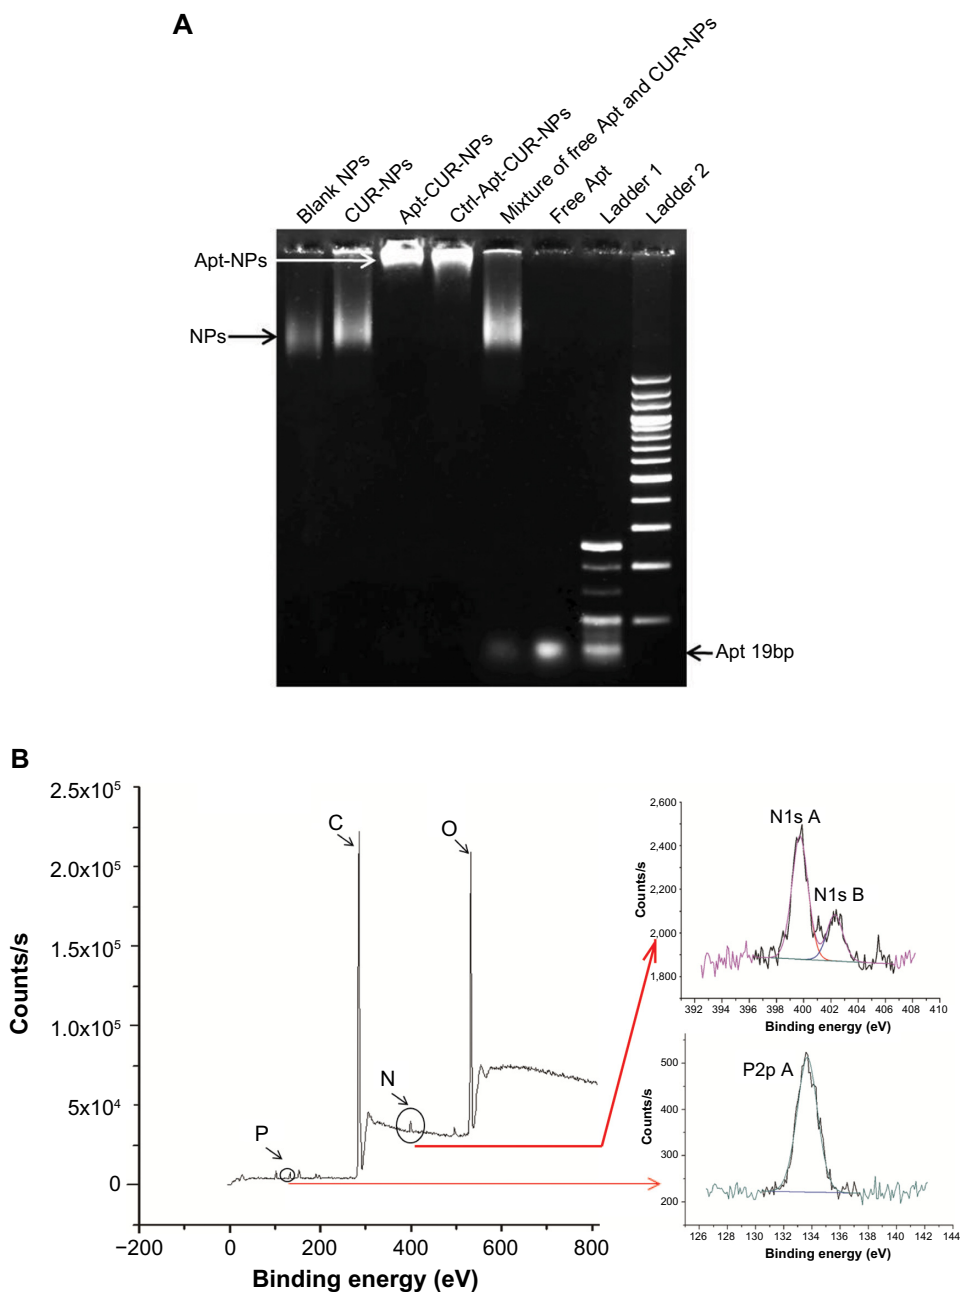 A
Blank NPs
CUR-NPs
Apt-CUR-NPs
Ctrl-Apt-CUR-NPs
Mixture of free Apt and CUR-NPs
Free Apt
Ladder 1
Ladder 2
Apt-NPs
NPs
Apt 19bp
B
2.5x10⁵
2.0x10⁵
1.5x10⁵
1.0x10⁵
5x10⁴
0
Counts/s
C
O
N
P
−200
0
200
400
600
800
Binding energy (eV)
2,600
2,400
2,200
2,000
1,800
Counts/s
N1s A
N1s B
392 394 396 398 400 402 404 406 408 410
Binding energy (eV)
500
400
300
200
Counts/s
P2p A
126 128 130 132 134 136 138 140 142 144
Binding energy (eV)